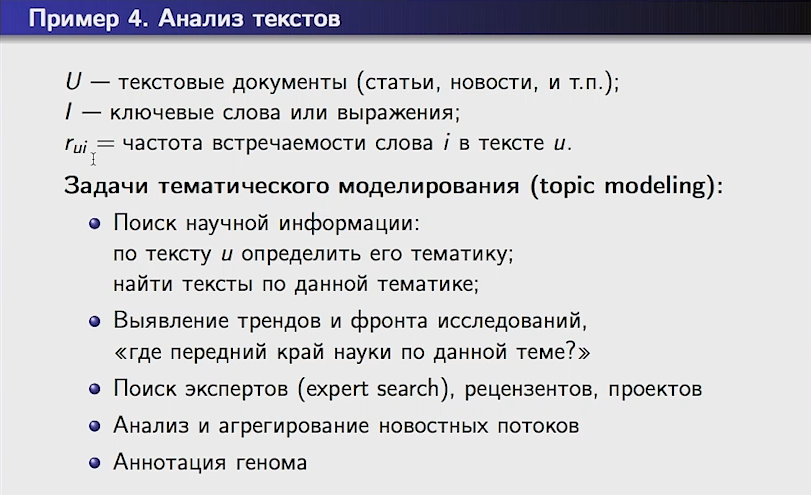 Пример 4. Анализ текстов
U — текстовые документы (статьи, новости, и т.п.);
I — ключевые слова или выражения;
rui = частота встречаемости слова i в тексте u.
Задачи тематического моделирования (topic modeling):
Поиск научной информации:
по тексту u определить его тематику;
найти тексты по данной тематике;
Выявление трендов и фронта исследований,
«где передний край науки по данной теме?»
Поиск экспертов (expert search), рецензентов, проектов
Анализ и агрегирование новостных потоков
Аннотация генома